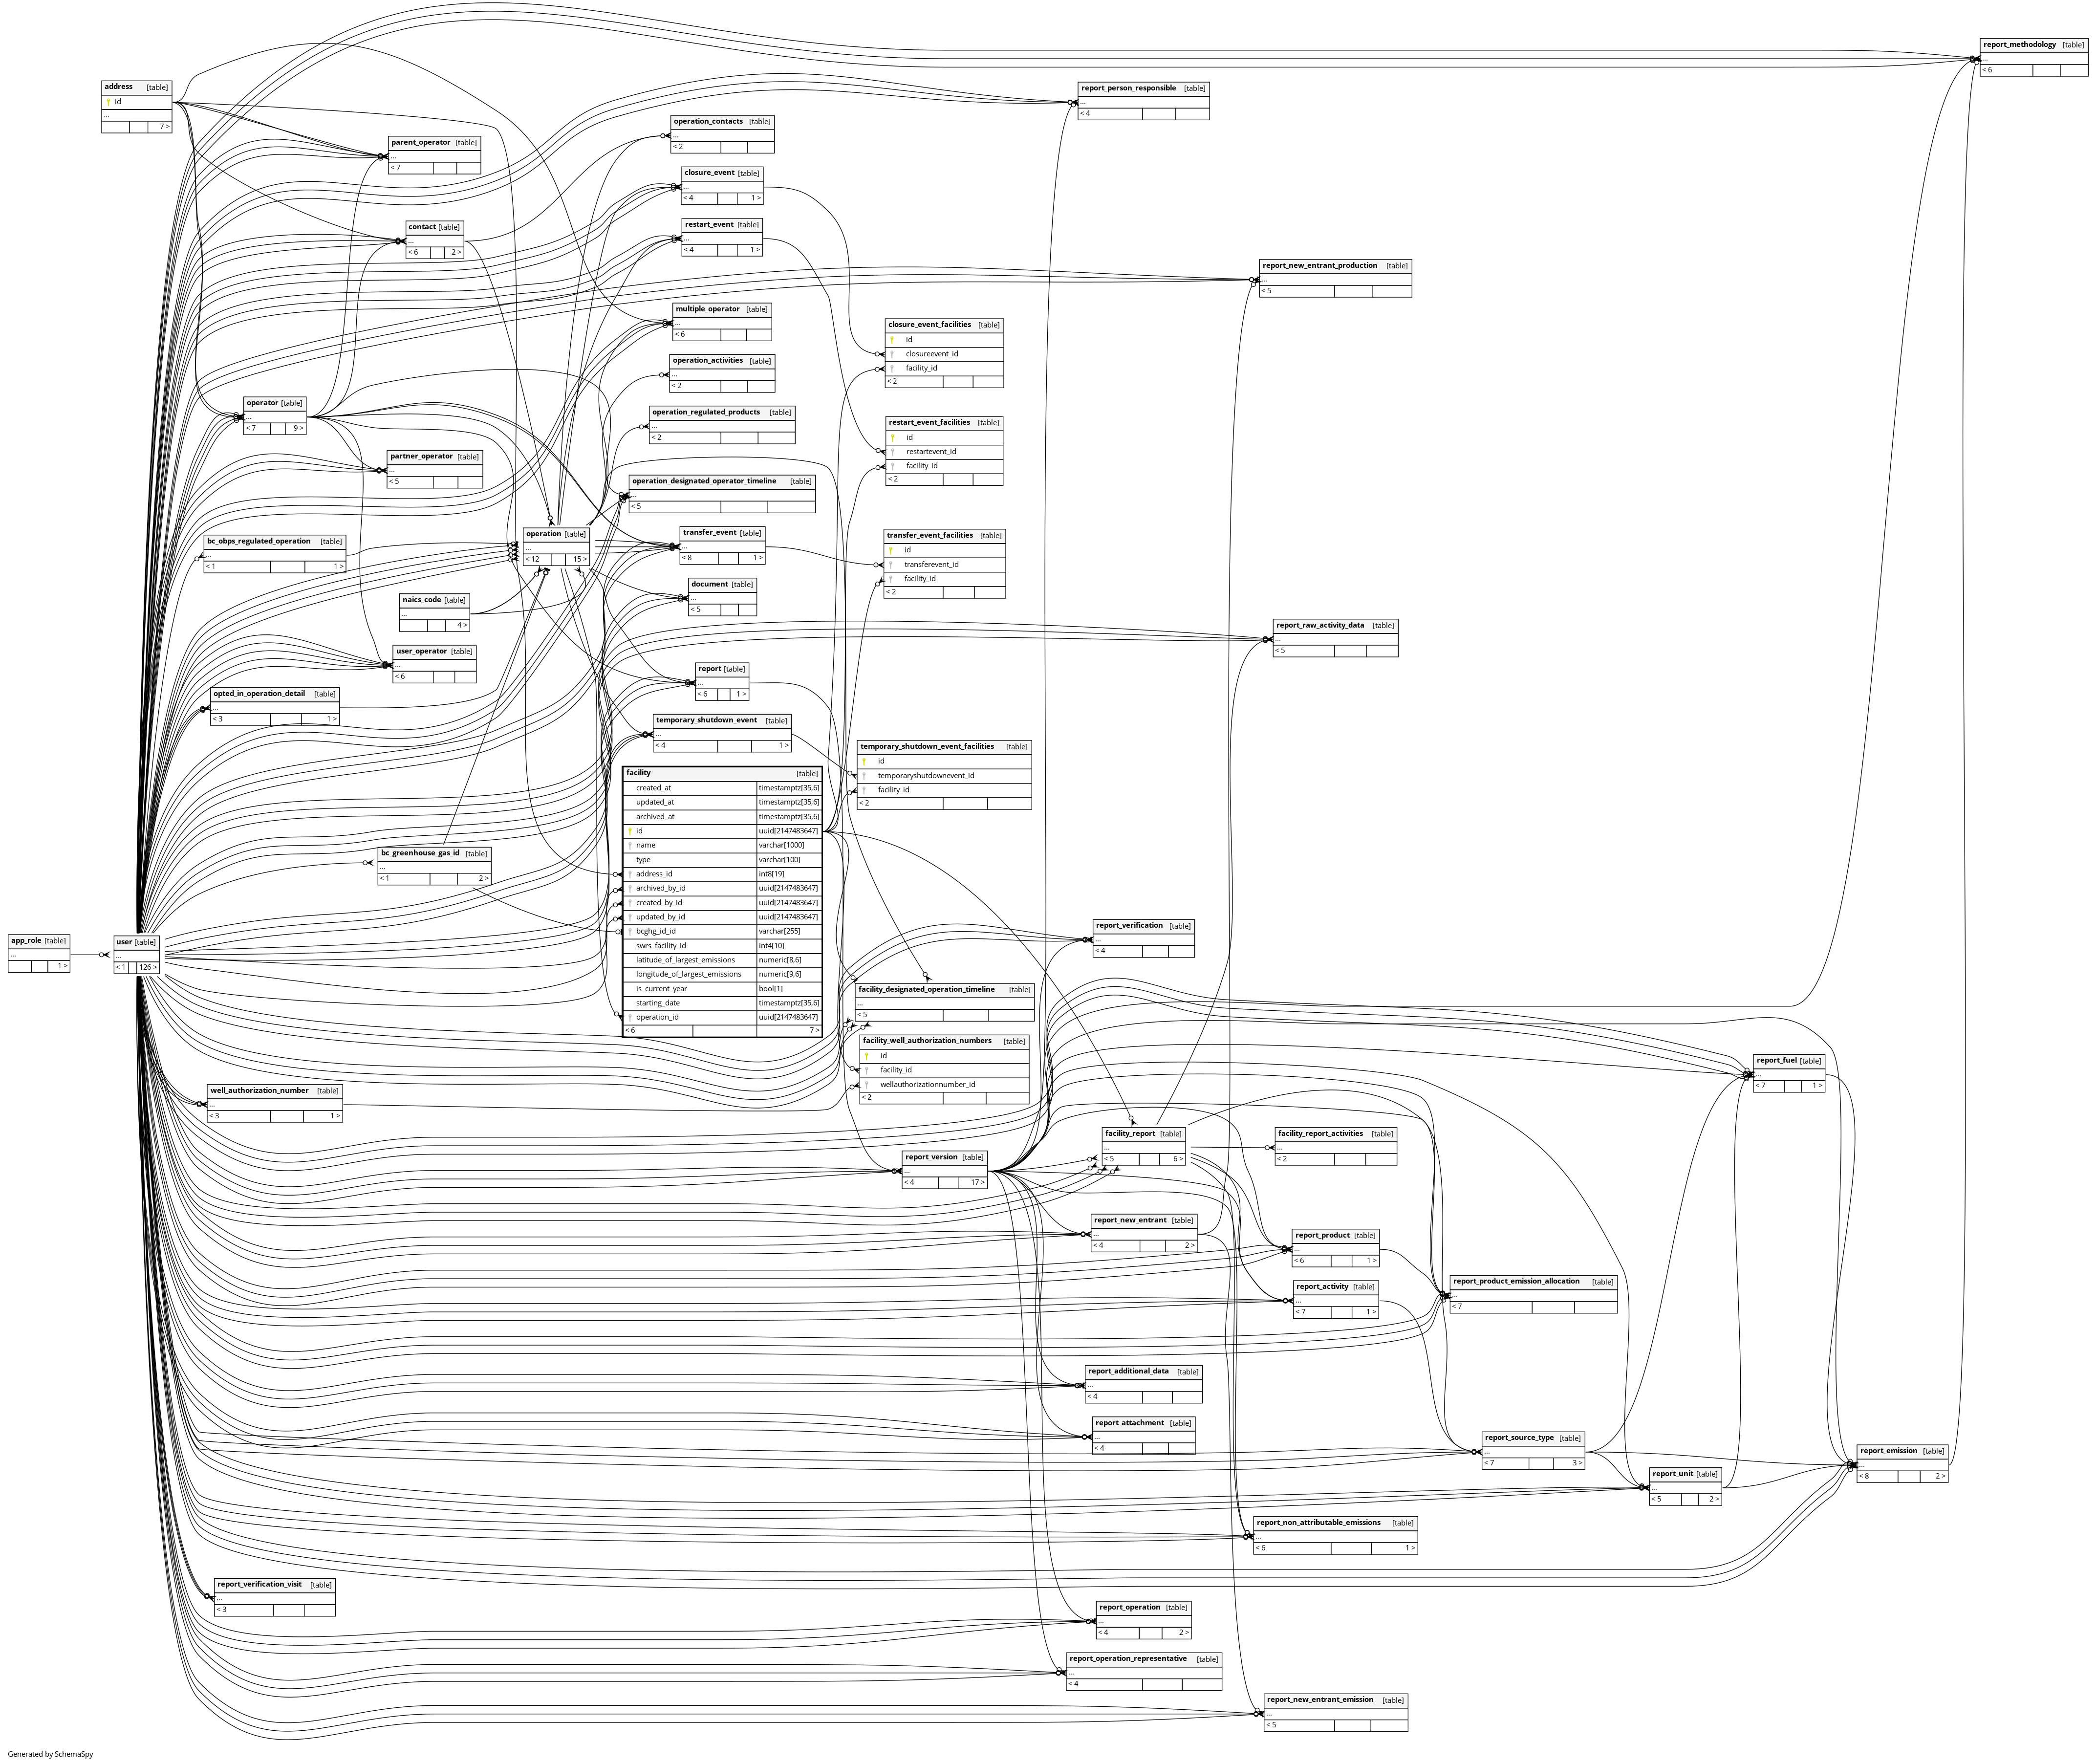 report_methodology [table]
...
< 6
address [table]
id
...
7 >
report_person_responsible [table]
...
< 4
operation_contacts [table]
...
< 2
parent_operator [table]
...
< 7
closure_event [table]
...
< 4 1 >
contact [table]
...
< 6 2 >
restart_event [table]
...
< 4 1 >
report_new_entrant_production [table]
...
< 5
multiple_operator [table]
...
< 6
closure_event_facilities [table]
id
closureevent_id
facility_id
< 2
operation_activities [table]
...
< 2
operator [table]
...
< 7 9 >
operation_regulated_products [table]
...
< 2
restart_event_facilities [table]
id
restartevent_id
facility_id
< 2
partner_operator [table]
...
< 5
operation_designated_operator_timeline [table]
...
< 5
operation [table]
...
< 12 15 >
transfer_event [table]
...
< 8 1 >
transfer_event_facilities [table]
id
transferevent_id
facility_id
< 2
bc_obps_regulated_operation [table]
...
< 1 1 >
document [table]
...
< 5
naics_code [table]
...
4 >
report_raw_activity_data [table]
...
< 5
user_operator [table]
...
< 6
report [table]
...
< 6 1 >
opted_in_operation_detail [table]
...
< 3 1 >
temporary_shutdown_event [table]
...
< 4 1 >
temporary_shutdown_event_facilities [table]
id
temporaryshutdownevent_id
facility_id
< 2
facility [table]
created_at timestamptz[35,6]
updated_at timestamptz[35,6]
archived_at timestamptz[35,6]
id uuid[2147483647]
name varchar[1000]
type varchar[100]
address_id int8[19]
archived_by_id uuid[2147483647]
created_by_id uuid[2147483647]
updated_by_id uuid[2147483647]
bcghg_id_id varchar[255]
swrs_facility_id int4[10]
latitude_of_largest_emissions numeric[8,6]
longitude_of_largest_emissions numeric[9,6]
is_current_year bool[1]
starting_date timestamptz[35,6]
operation_id uuid[2147483647]
< 6 7 >
bc_greenhouse_gas_id [table]
...
< 1 2 >
app_role [table]
...
1 >
user [table]
...
< 1 126 >
report_verification [table]
...
< 4
facility_designated_operation_timeline [table]
...
< 5
facility_well_authorization_numbers [table]
id
facility_id
wellauthorizationnumber_id
< 2
report_fuel [table]
...
< 7 1 >
well_authorization_number [table]
...
< 3 1 >
facility_report [table]
...
< 5 6 >
facility_report_activities [table]
...
< 2
report_version [table]
...
< 4 17 >
report_new_entrant [table]
...
< 4 2 >
report_product [table]
...
< 6 1 >
report_activity [table]
...
< 7 1 >
report_product_emission_allocation [table]
...
< 7
report_additional_data [table]
...
< 4
report_attachment [table]
...
< 4
report_source_type [table]
...
< 7 3 >
report_emission [table]
...
< 8 2 >
report_unit [table]
...
< 5 2 >
report_non_attributable_emissions [table]
...
< 6 1 >
report_verification_visit [table]
...
< 3
report_operation [table]
...
< 4 2 >
report_operation_representative [table]
...
< 4
report_new_entrant_emission [table]
...
< 5
Generated by SchemaSpy